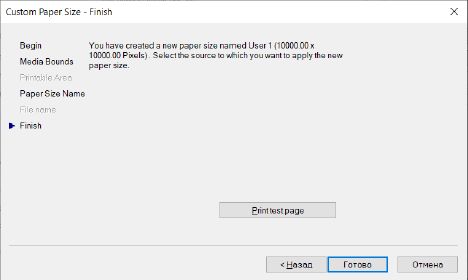 Custom Paper Size - Finish
Begin
Media Bounds
Printable Area
Paper Size Name
File name
Finish
You have created a new paper size named User 1 (10000.00 x
10000.00 Pixels). Select the source to which you want to apply the new
paper size.
Print test page
< Назад
Готово
Отмена